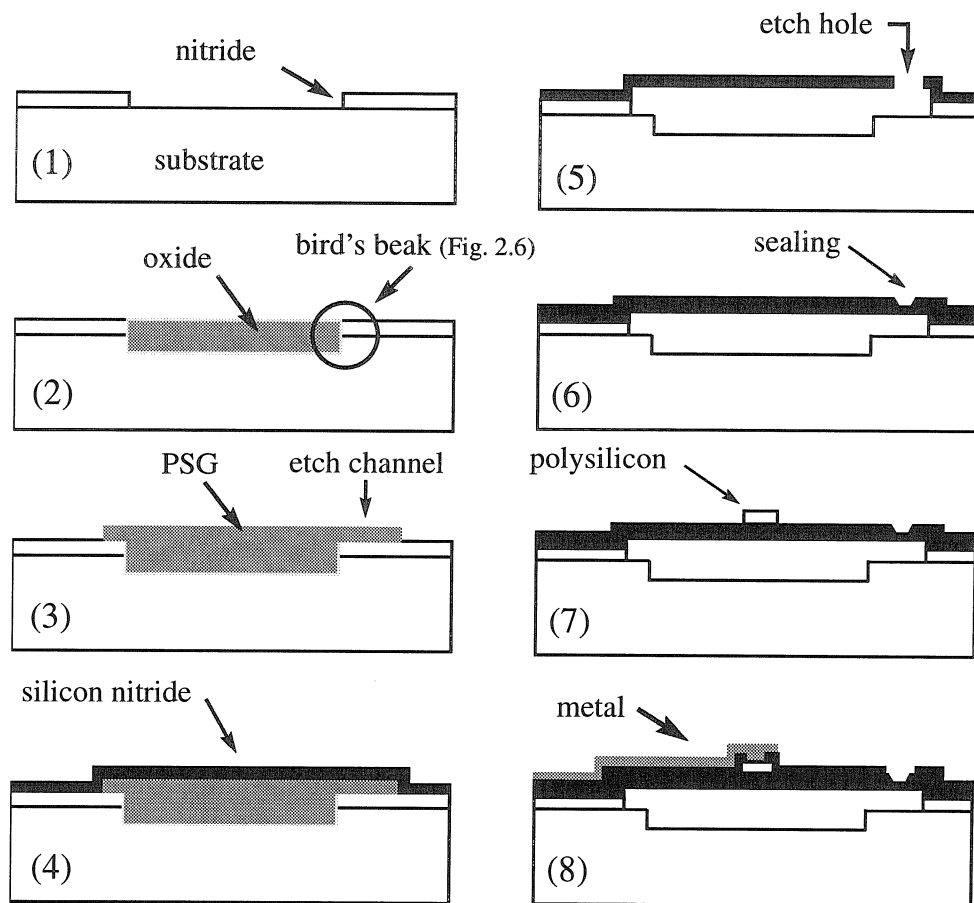 nitride
(1)
substrate
oxide
bird's beak (Fig. 2.6)
(2)
PSG
etch channel
(3)
silicon nitride
(4)
etch hole
(5)
sealing
(6)
polysilicon
(7)
metal
(8)